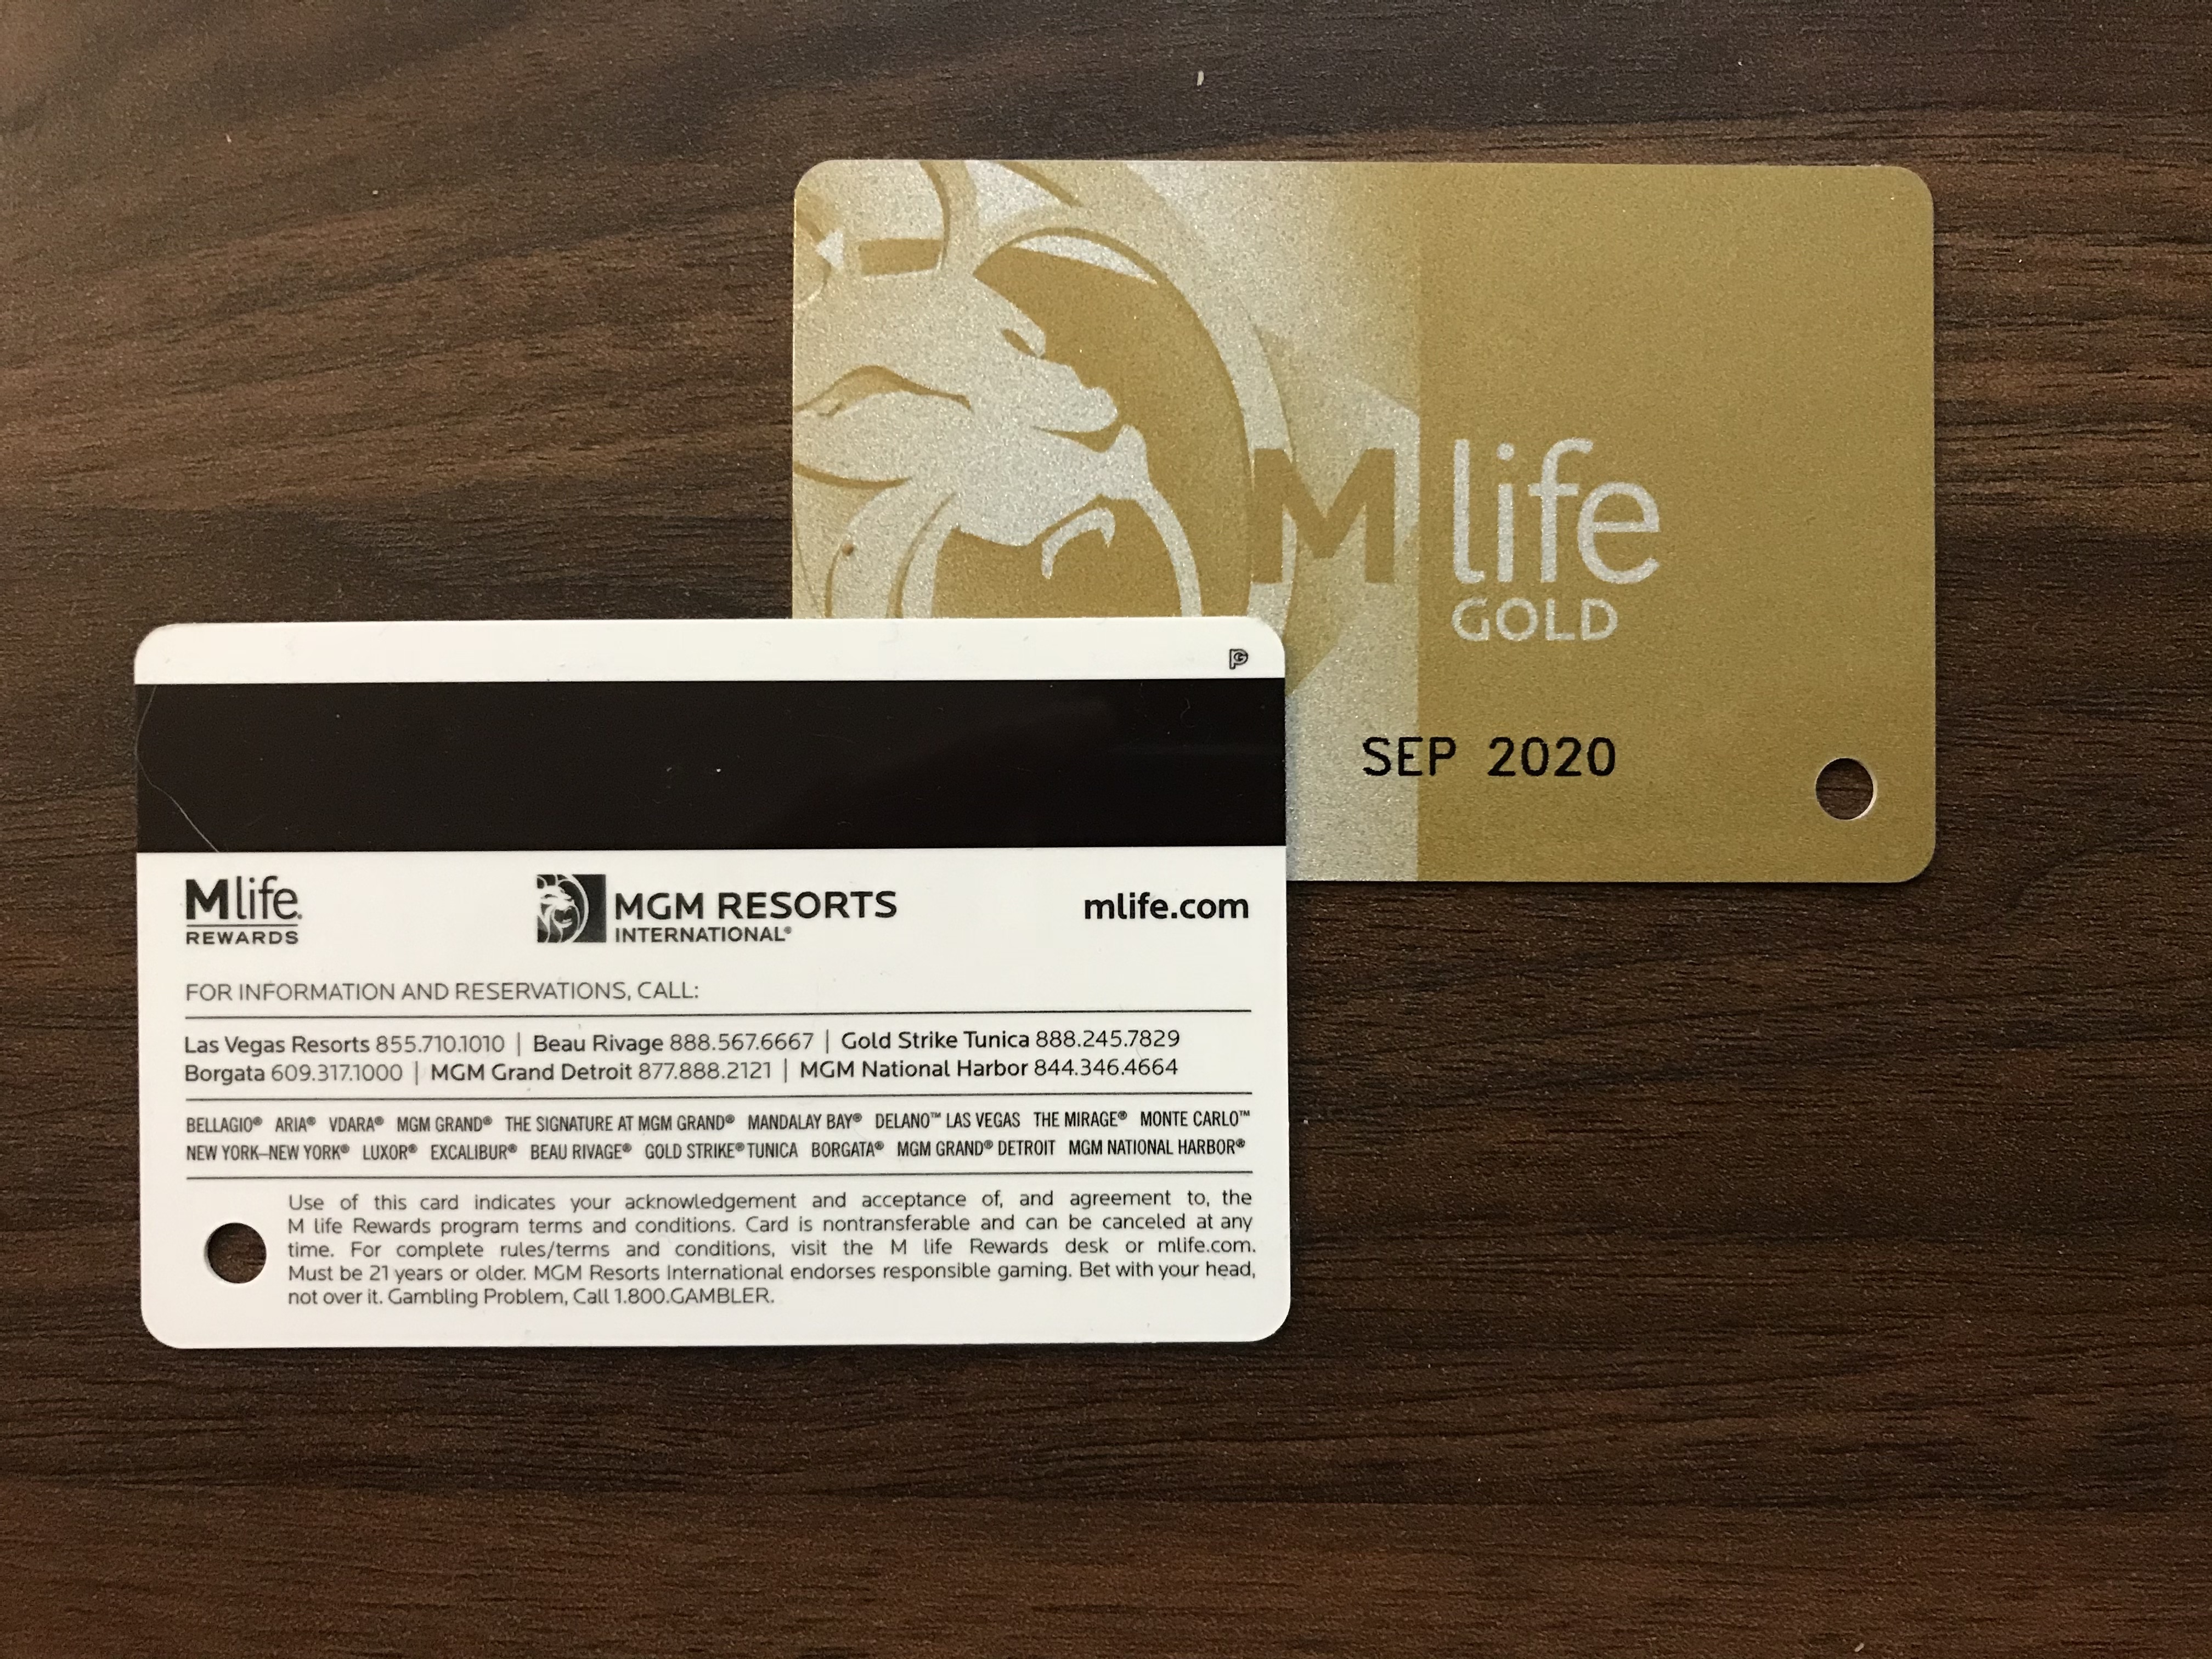 M life
GOLD
SEP 2020
PG
M life®
REWARDS
MGM RESORTS
INTERNATIONAL®
mlife.com
FOR INFORMATION AND RESERVATIONS, CALL:
Las Vegas Resorts 855.710.1010 | Beau Rivage 888.567.6667 | Gold Strike Tunica 888.245.7829
Borgata 609.317.1000 | MGM Grand Detroit 877.888.2121 | MGM National Harbor 844.346.4664
BELLAGIO® ARIA® VDARA® MGM GRAND® THE SIGNATURE AT MGM GRAND® MANDALAY BAY® DELANO™ LAS VEGAS THE MIRAGE® MONTE CARLO™
NEW YORK–NEW YORK® LUXOR® EXCALIBUR® BEAU RIVAGE® GOLD STRIKE® TUNICA BORGATA® MGM GRAND® DETROIT MGM NATIONAL HARBOR®
Use of this card indicates your acknowledgement and acceptance of, and agreement to, the
M life Rewards program terms and conditions. Card is nontransferable and can be canceled at any
time. For complete rules/terms and conditions, visit the M life Rewards desk or mlife.com.
Must be 21 years or older. MGM Resorts International endorses responsible gaming. Bet with your head,
not over it. Gambling Problem, Call 1.800.GAMBLER.